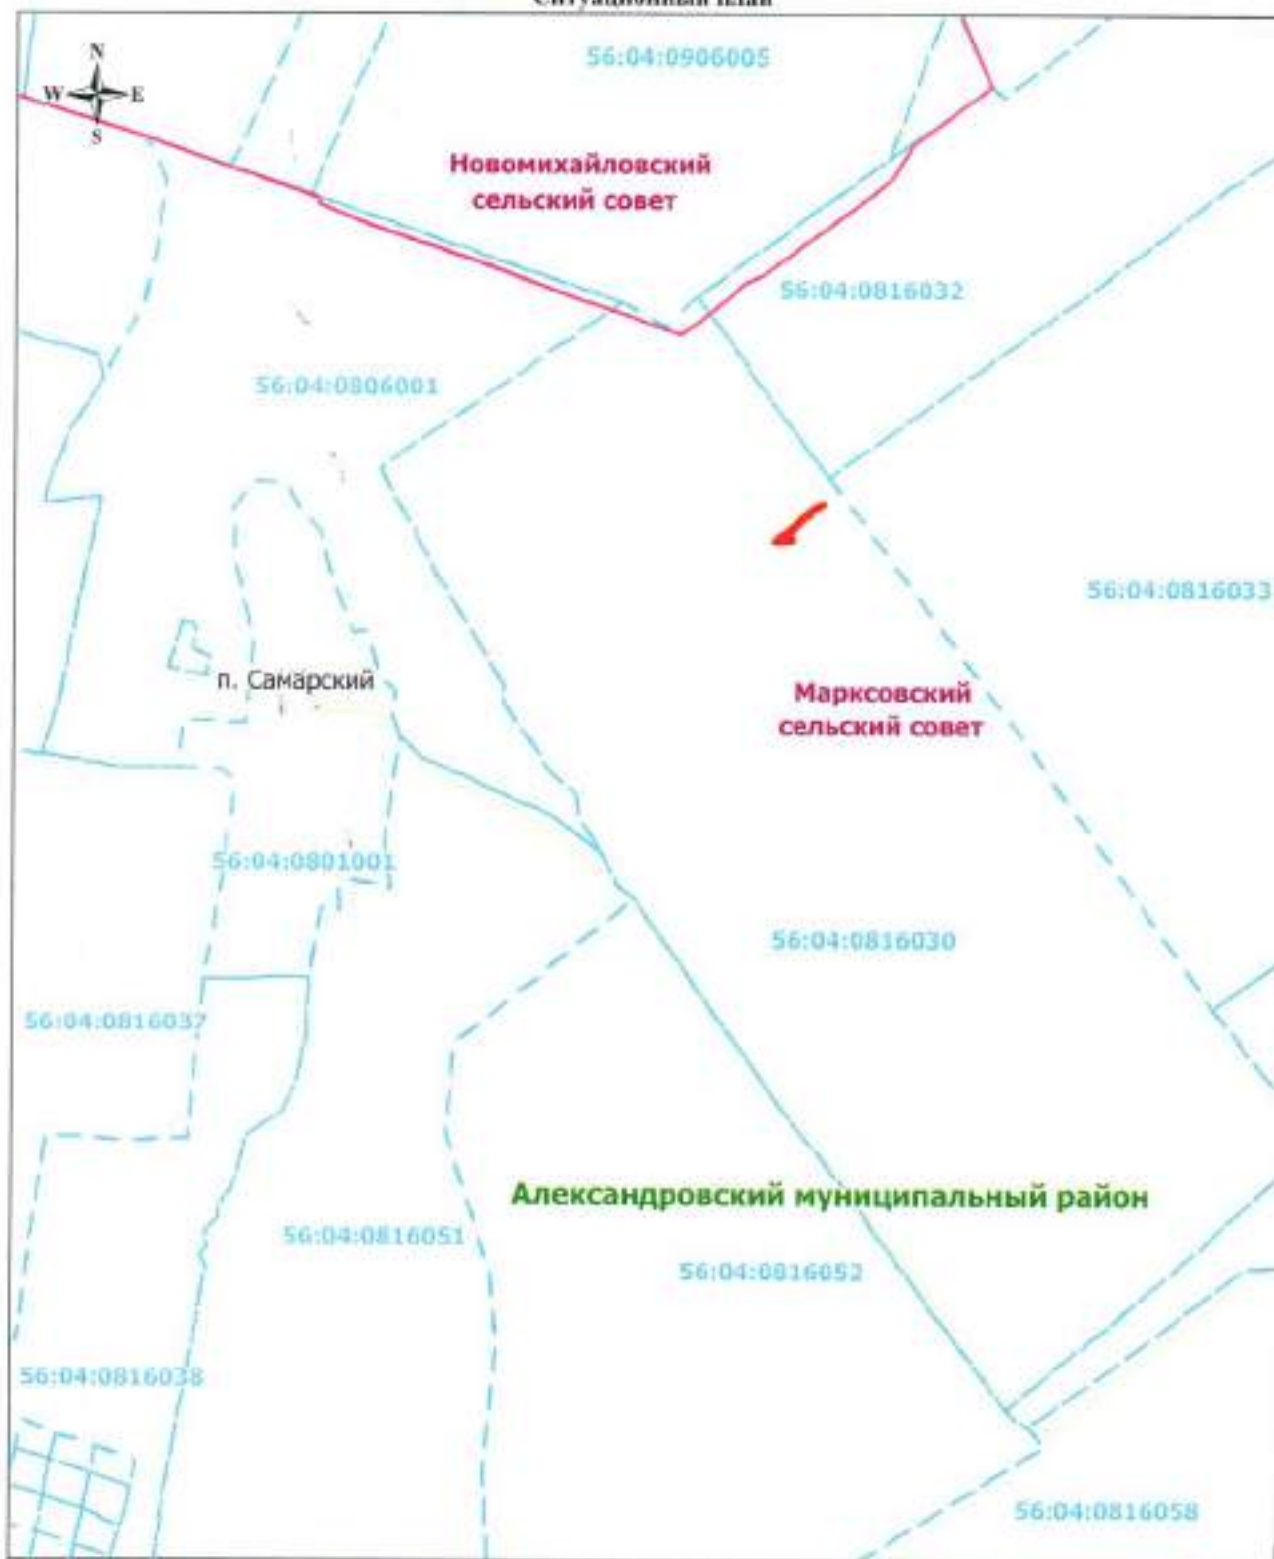 Ситуационный план
N
W E
S
56:04:0906005
Новомихайловский
сельский совет
56:04:0816032
56:04:0806001
56:04:0816033
п. Самарский
Марксовский
сельский совет
56:04:0801001
56:04:0816030
56:04:0816037
Александровский муниципальный район
56:04:0816051
56:04:0816052
56:04:0816038
56:04:0816058